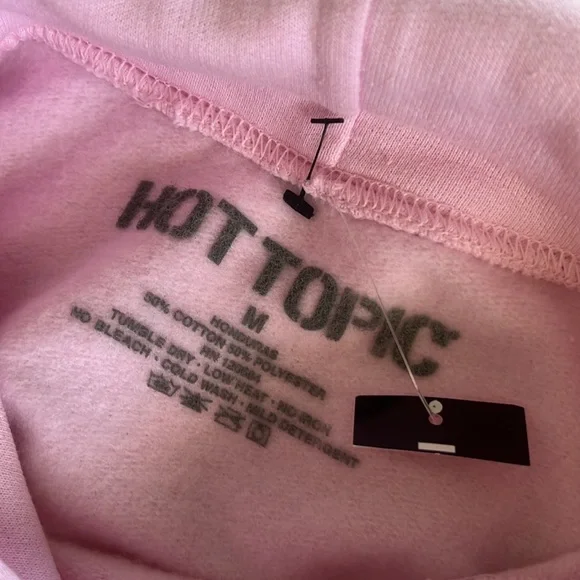 HOT TOPIC
M
HONDURAS
50% COTTON 50% POLYESTER
TUMBLE DRY · LOW HEAT · NO IRON
NO BLEACH · COLD WASH · MILD DETERGENT